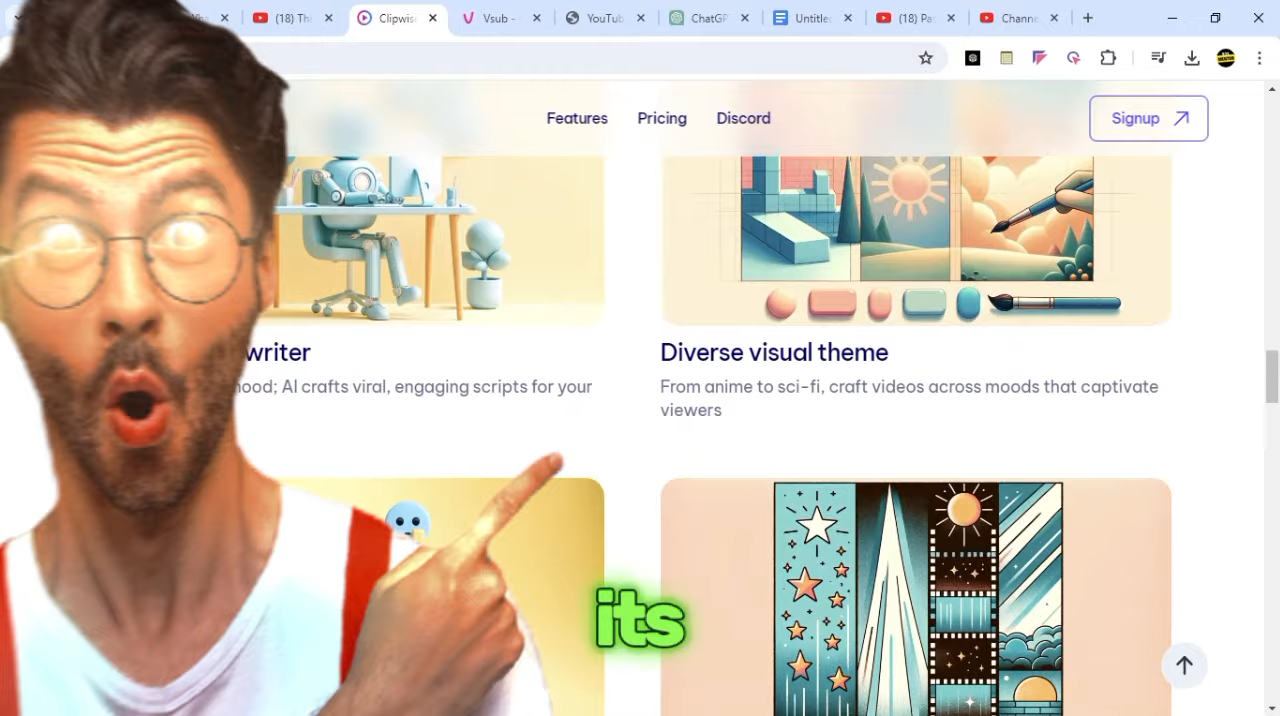 (18) Th
Clipwis
Vsub –
YouTub
ChatGP
Untitle
(18) Pa
Channe
Features
Pricing
Discord
Signup
writer
Diverse visual theme
nood; AI crafts viral, engaging scripts for your
From anime to sci-fi, craft videos across moods that captivate
viewers
its